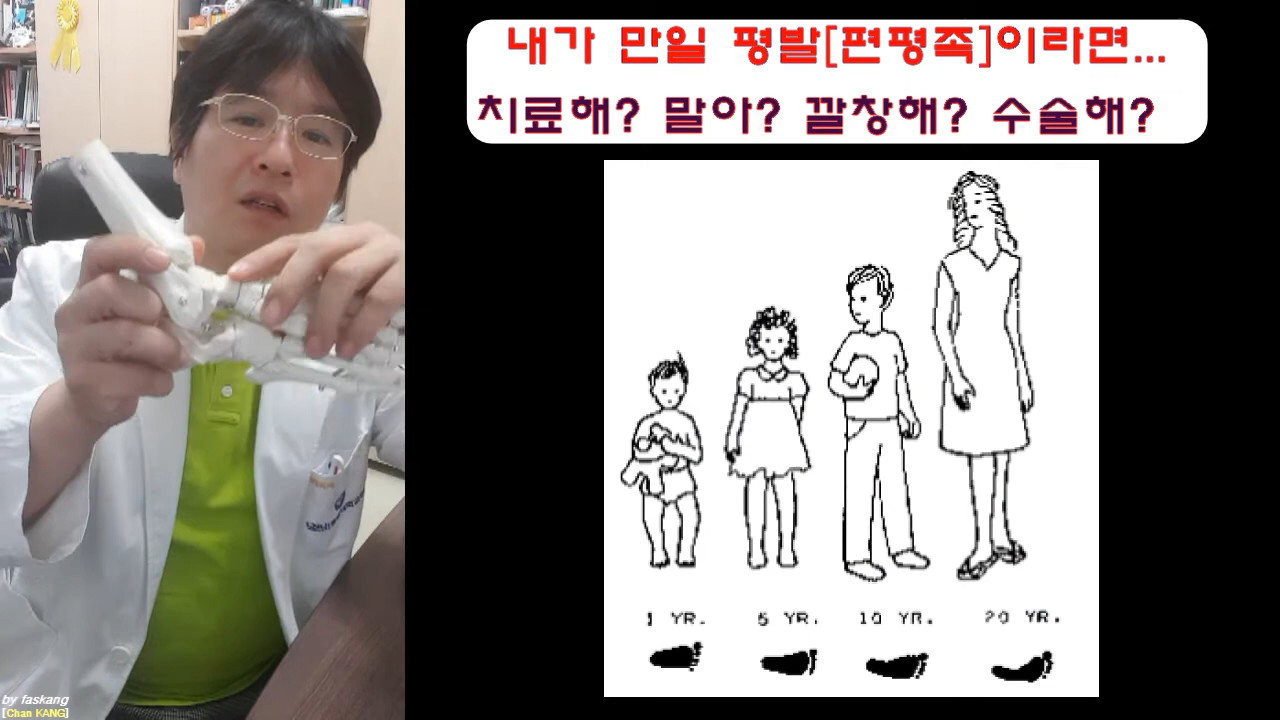 내가 만일 평발[편평족]이라면...
치료해? 말아? 깔창해? 수술해?
1 YR.
5 YR.
10 YR.
20 YR.
by faskang
[Chan KANG]